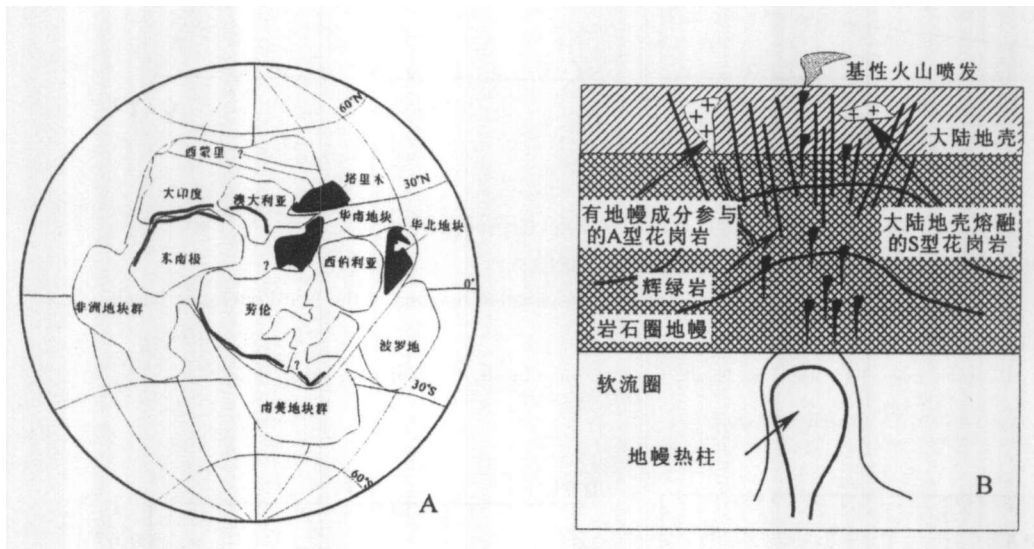 60°N
西蒙里 ?
塔里木
30°N
大印度
澳大利亚
华南地块
华北地块
东南极
?
西伯利亚
0°
非洲地块群
劳伦
波罗地
?
30°S
南美地块群
60°S
A
基性火山喷发
大陆地壳
有地幔成分参与
的A型花岗岩
大陆地壳熔融
的S型花岗岩
辉绿岩
岩石圈地幔
软流圈
地幔热柱
B